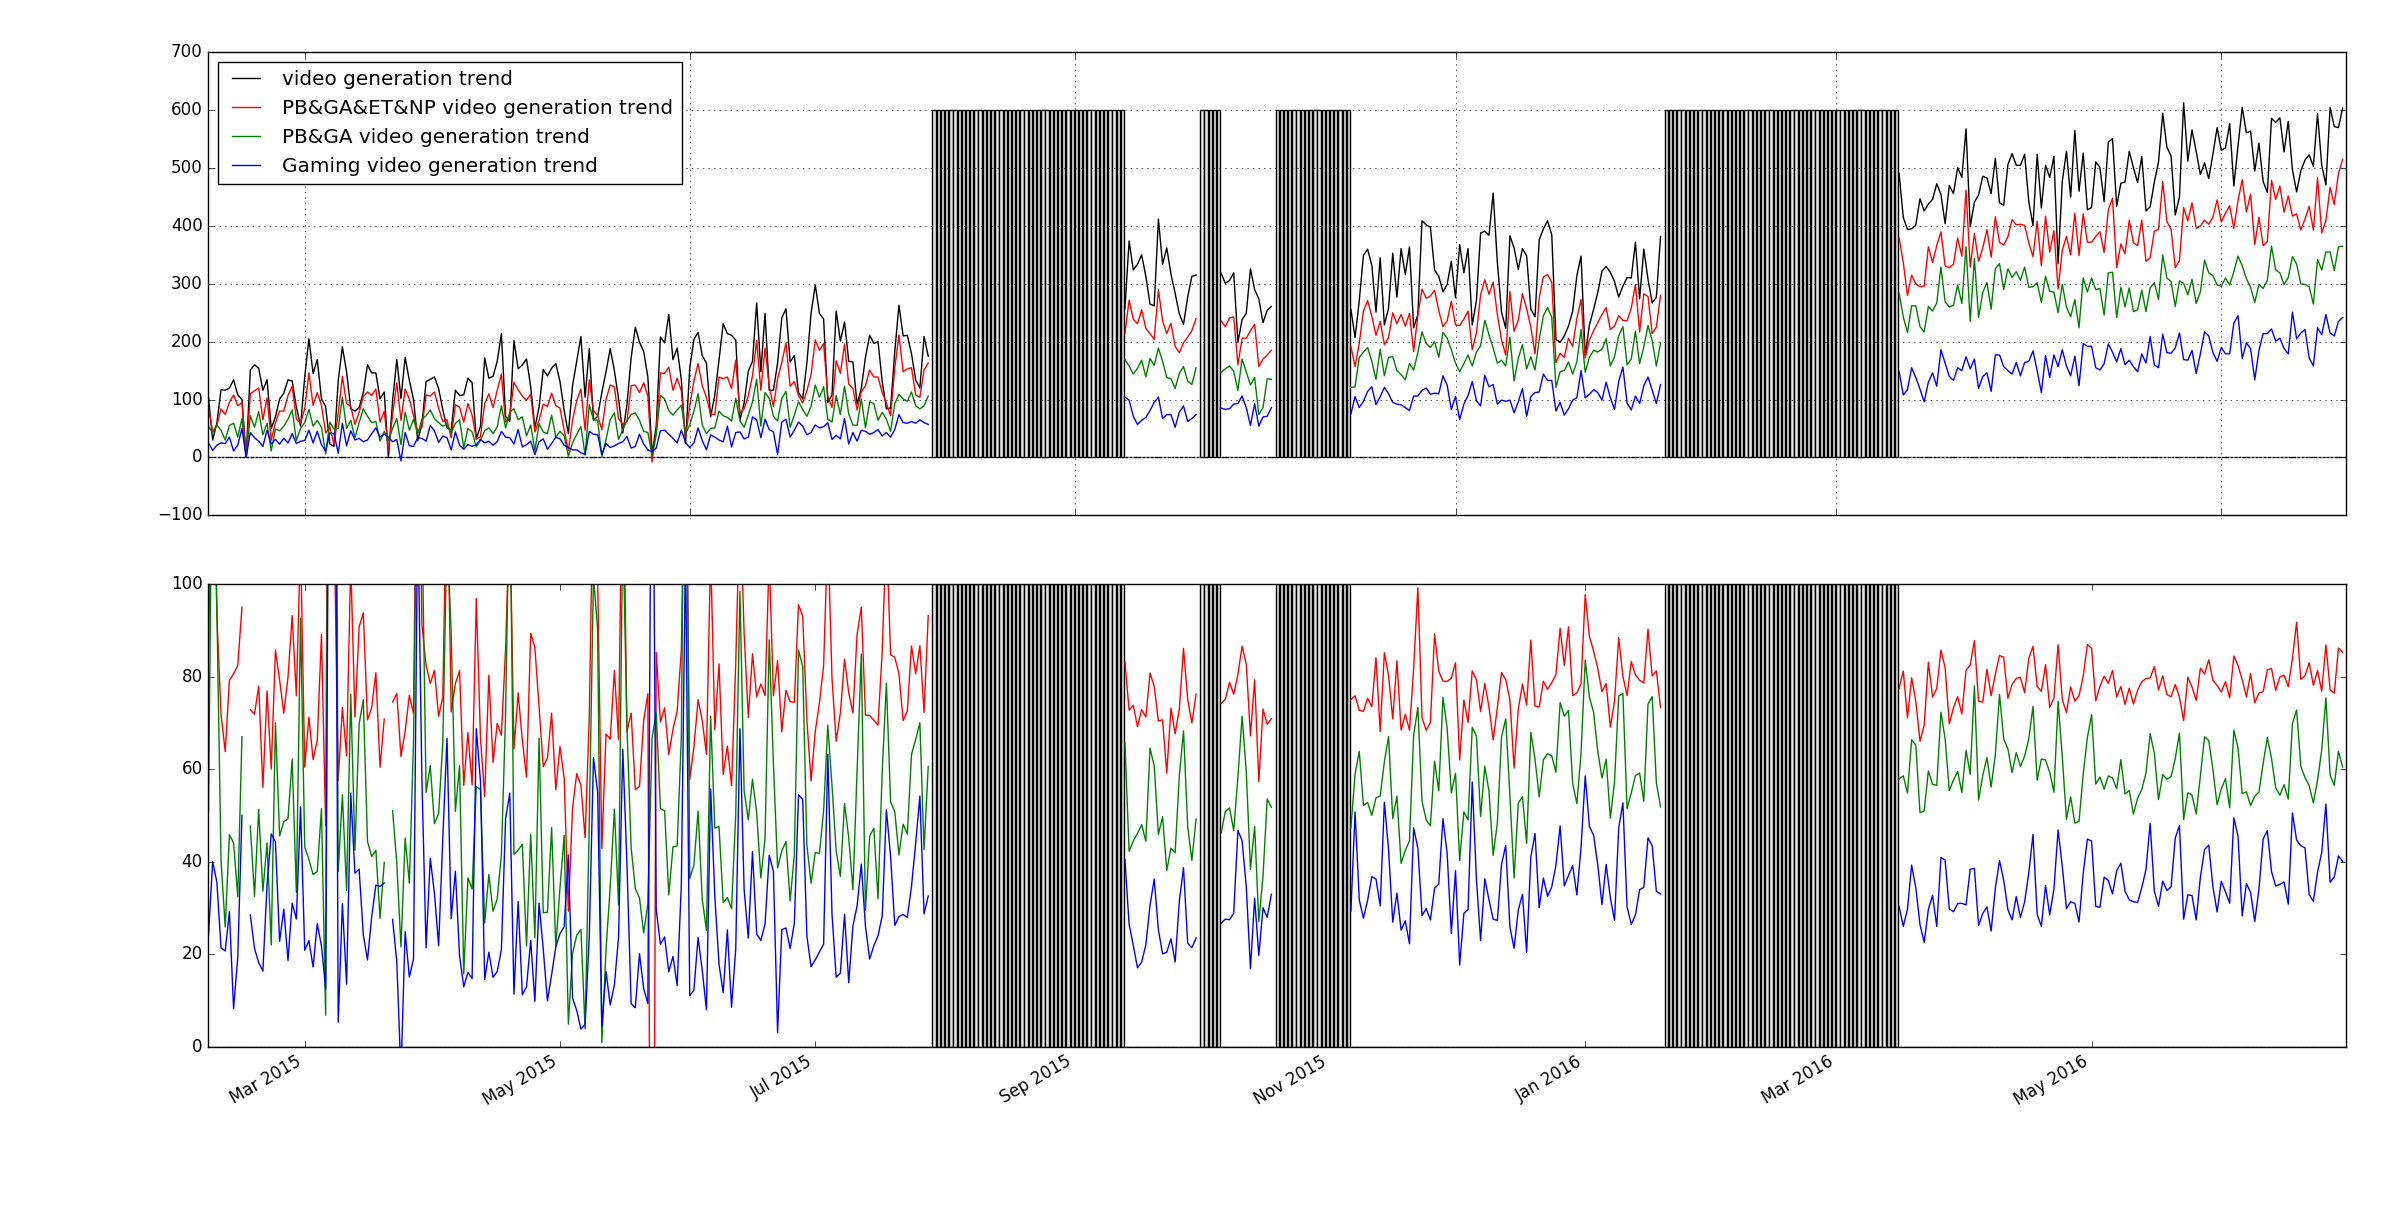 700
600
500
400
300
200
100
0
−100
video generation trend
PB&GA&ET&NP video generation trend
PB&GA video generation trend
Gaming video generation trend
100
80
60
40
20
0
Mar 2015
May 2015
Jul 2015
Sep 2015
Nov 2015
Jan 2016
Mar 2016
May 2016